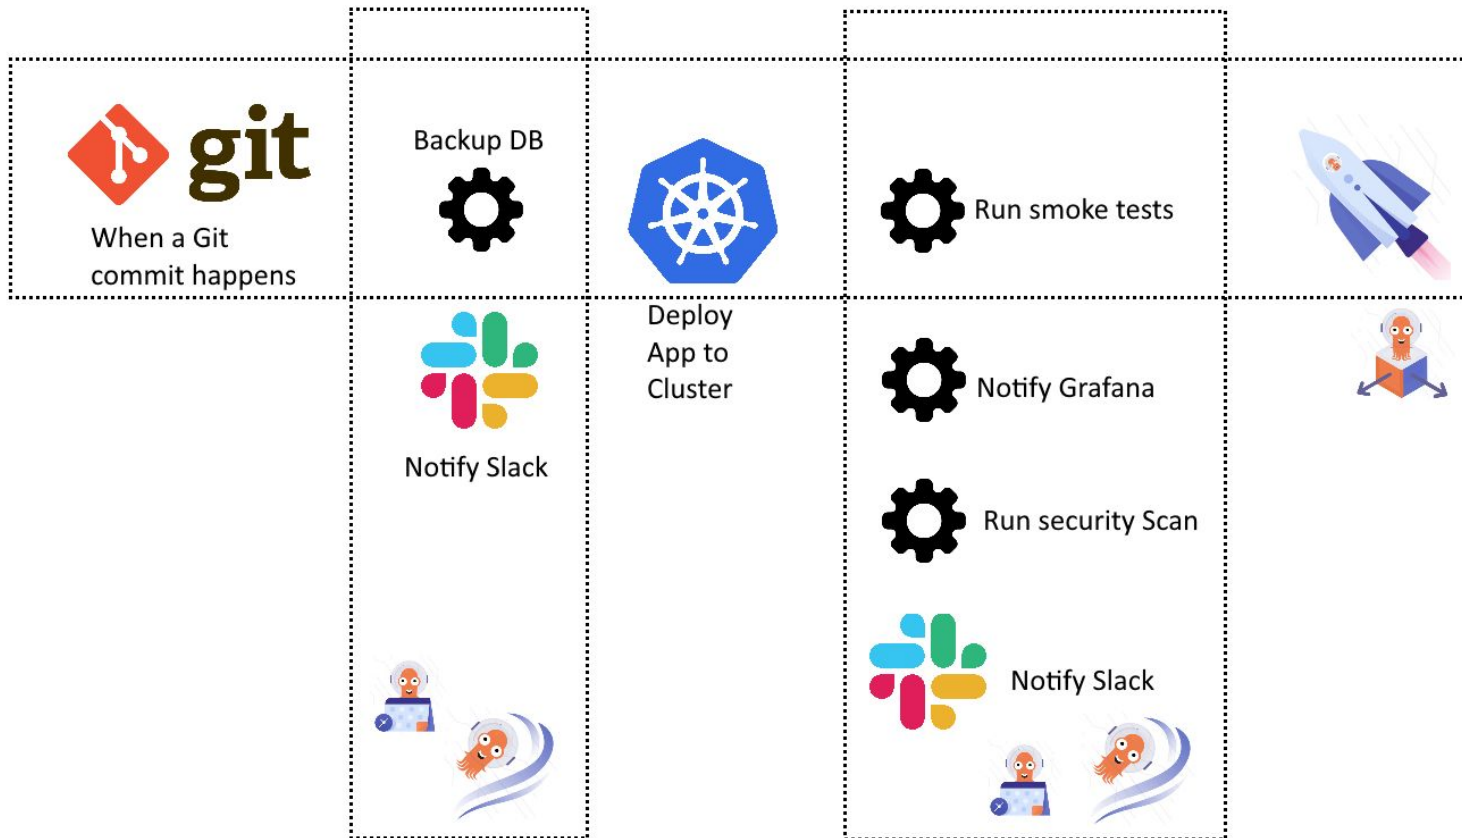 git
When a Git
commit happens
Backup DB
Notify Slack
Deploy
App to
Cluster
Run smoke tests
Notify Grafana
Run security Scan
Notify Slack